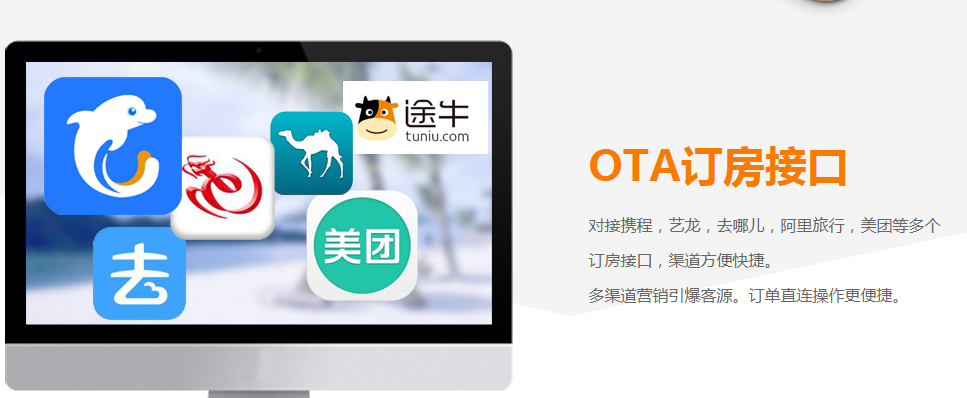 途牛
tuniu.com
去
美团
OTA订房接口
对接携程，艺龙，去哪儿，阿里旅行，美团等多个
订房接口，渠道方便快捷。
多渠道营销引爆客源。订单直连操作更便捷。